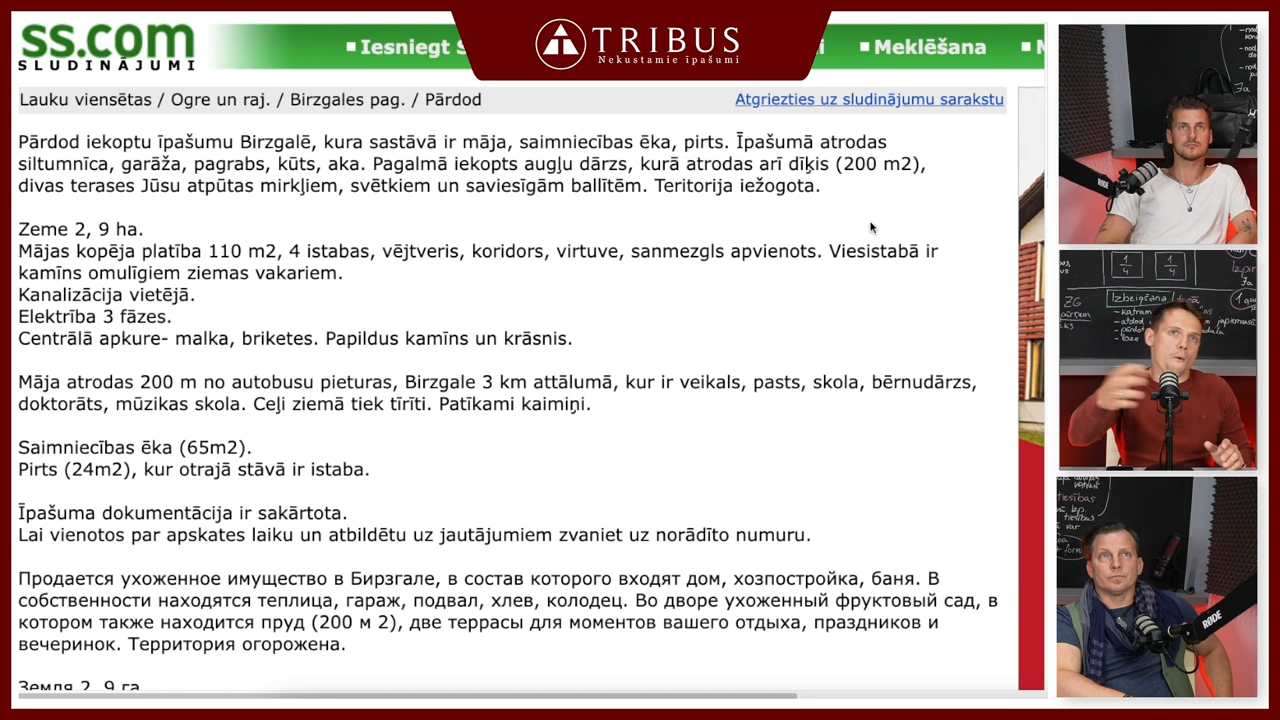 ss.com
SLUDINĀJUMI
Iesniegt S
TRIBUS
Nekustamie īpašumi
i
Meklēšana
Lauku viensētas / Ogre un raj. / Birzgales pag. / Pārdod
Atgriezties uz sludinājumu sarakstu
Pārdod iekoptu īpašumu Birzgalē, kura sastāvā ir māja, saimniecības ēka, pirts. Īpašumā atrodas
siltumnīca, garāža, pagrabs, kūts, aka. Pagalmā iekopts augļu dārzs, kurā atrodas arī dīķis (200 m2),
divas terases Jūsu atpūtas mirkļiem, svētkiem un saviesīgām ballītēm. Teritorija iežogota.
Zeme 2, 9 ha.
Mājas kopēja platība 110 m2, 4 istabas, vējtveris, koridors, virtuve, sanmezgls apvienots. Viesistabā ir
kamīns omulīgiem ziemas vakariem.
Kanalizācija vietējā.
Elektrība 3 fāzes.
Centrālā apkure- malka, briketes. Papildus kamīns un krāsnis.
Māja atrodas 200 m no autobusu pieturas, Birzgale 3 km attālumā, kur ir veikals, pasts, skola, bērnudārzs,
doktorāts, mūzikas skola. Ceļi ziemā tiek tīrīti. Patīkami kaimiņi.
Saimniecības ēka (65m2).
Pirts (24m2), kur otrajā stāvā ir istaba.
Īpašuma dokumentācija ir sakārtota.
Lai vienotos par apskates laiku un atbildētu uz jautājumiem zvaniet uz norādīto numuru.
Продается ухоженное имущество в Бирзгале, в состав которого входят дом, хозпостройка, баня. В
собственности находятся теплица, гараж, подвал, хлев, колодец. Во дворе ухоженный фруктовый сад, в
котором также находится пруд (200 м 2), две террасы для моментов вашего отдыха, праздников и
вечеринок. Территория огорожена.
Земля 2, 9 га
RODE
1/4 1/4
ZG
Izbeigšana
RODE